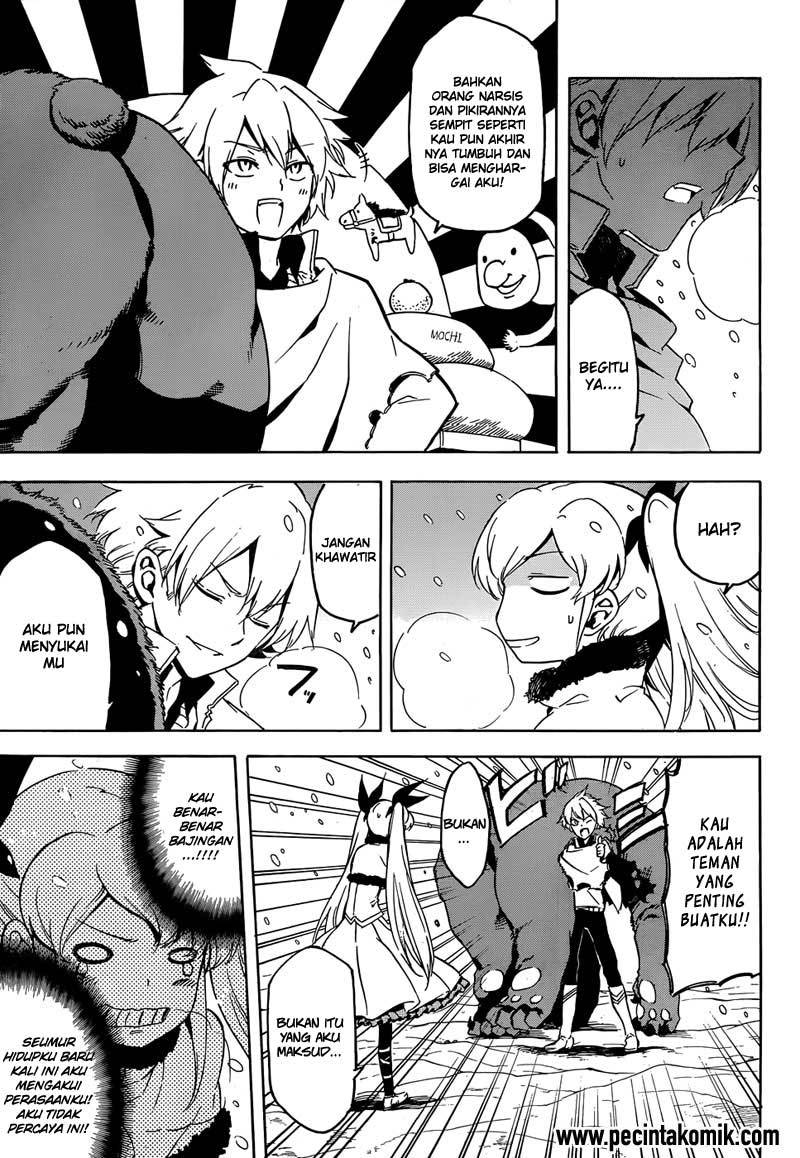 BEGITU
YA....
BAHKAN
ORANG NARSIS
DAN PIKIRANNYA
SEMPIT SEPERTI
KAU PUN AKHIR
NYA TUMBUH DAN
BISA MENGHAR-
GAI AKU!
MOCHI
HAH?
JANGAN
KHAWATIR
フッ
AKU PUN
MENYUKAI
MU
KAU
ADALAH
TEMAN
YANG
PENTING
BUATKU!!
BUKAN
...
BUKAN ITU
YANG AKU
MAKSUD...
KAU
BENAR-
BENAR
BAJINGAN
...!!!!
SEUMUR
HIDUPKU BARU
KALI INI AKU
MENGAKUI
PERASAANKU!
AKU TIDAK
PERCAYA INI!
www.pecintakomik.com